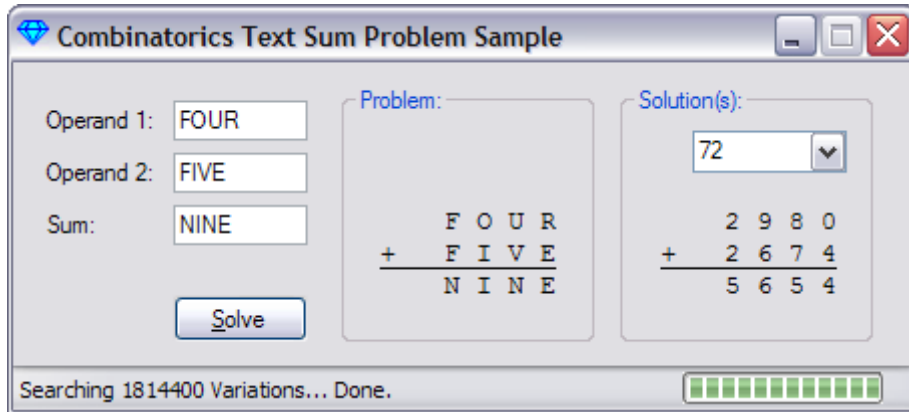 Combinatorics Text Sum Problem Sample
Operand 1: FOUR
Operand 2: FIVE
Sum: NINE
Solve
Problem:
F O U R
+ F I V E
N I N E
Solution(s):
72
2 9 8 0
+ 2 6 7 4
5 6 5 4
Searching 1814400 Variations... Done.